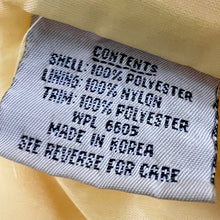 CONTENTS
SHELL: 100% POLYESTER
LINING: 100% NYLON
TRIM: 100% POLYESTER
WPL 6605
MADE IN KOREA
SEE REVERSE FOR CARE